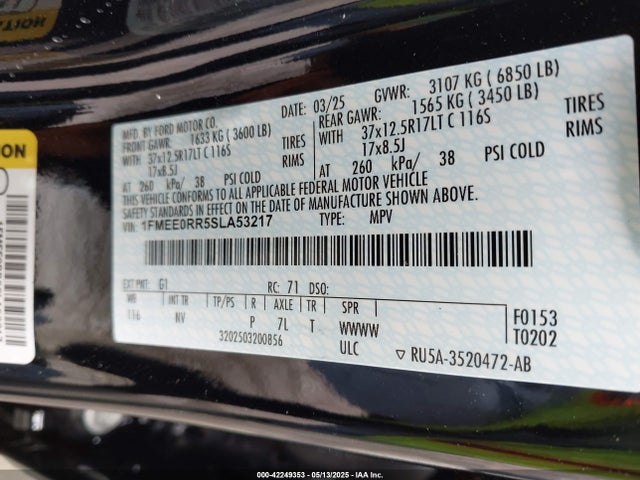 DATE: 03/25 GVWR: 3107 KG ( 6850 LB)
MFD. BY FORD MOTOR CO.
FRONT GAWR: 1633 KG ( 3600 LB) REAR GAWR: 1565 KG ( 3450 LB)
WITH 37x12.5R17LT C 116S TIRES WITH 37x12.5R17LT C 116S TIRES
17x8.5J RIMS 17x8.5J RIMS
AT 260 kPa/ 38 PSI COLD AT 260 kPa/ 38 PSI COLD
THIS VEHICLE CONFORMS TO ALL APPLICABLE FEDERAL MOTOR VEHICLE
SAFETY STANDARDS IN EFFECT ON THE DATE OF MANUFACTURE SHOWN ABOVE.
VIN: 1FMEE0RR5SLA53217 TYPE: MPV
EXT PNT: G1 RC: 71 DSO:
WB INT TR TP/PS R AXLE TR SPR
116 NV P 7L T WWWW
F0153
T0202
3202503200856 ULC RU5A-3520472-AB
000-42249353 - 05/13/2025 - IAA Inc.